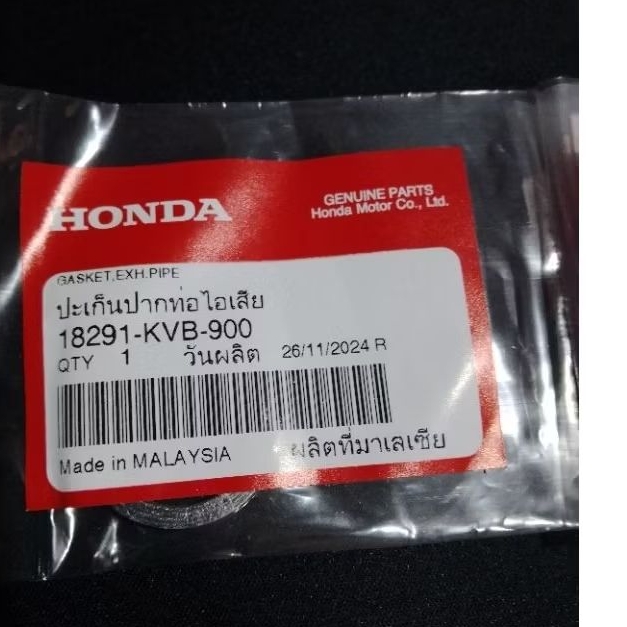 HONDA
GENUINE PARTS
Honda Motor Co., Ltd.
GASKET,EXH.PIPE
ปะเก็นปากท่อไอเสีย
18291-KVB-900
QTY 1 วันผลิต 26/11/2024 R
Made in MALAYSIA ผลิตที่มาเลเซีย